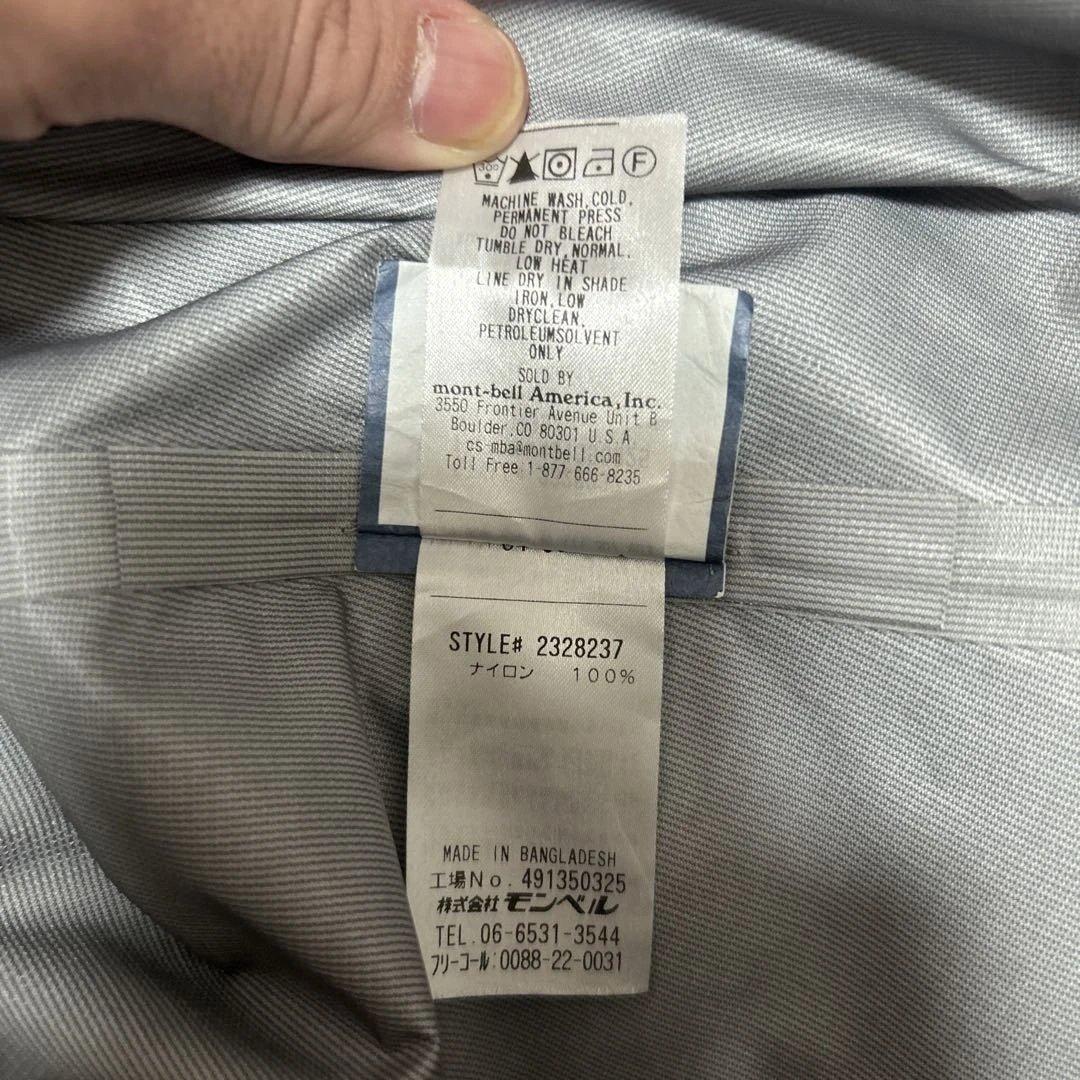 MACHINE WASH,COLD,
PERMANENT PRESS
DO NOT BLEACH
TUMBLE DRY,NORMAL,
LOW HEAT
LINE DRY IN SHADE
IRON,LOW
DRYCLEAN,
PETROLEUMSOLVENT
ONLY
SOLD BY
mont-bell America, Inc.
3550 Frontier Avenue Unit B
Boulder,CO 80301 U.S.A
cs-mba@montbell.com
Toll Free 1-877-666-8235
STYLE# 2328237
ナイロン 100%
MADE IN BANGLADESH
工場No. 491350325
株式会社 モンベル
TEL.06-6531-3544
フリーコール:0088-22-0031